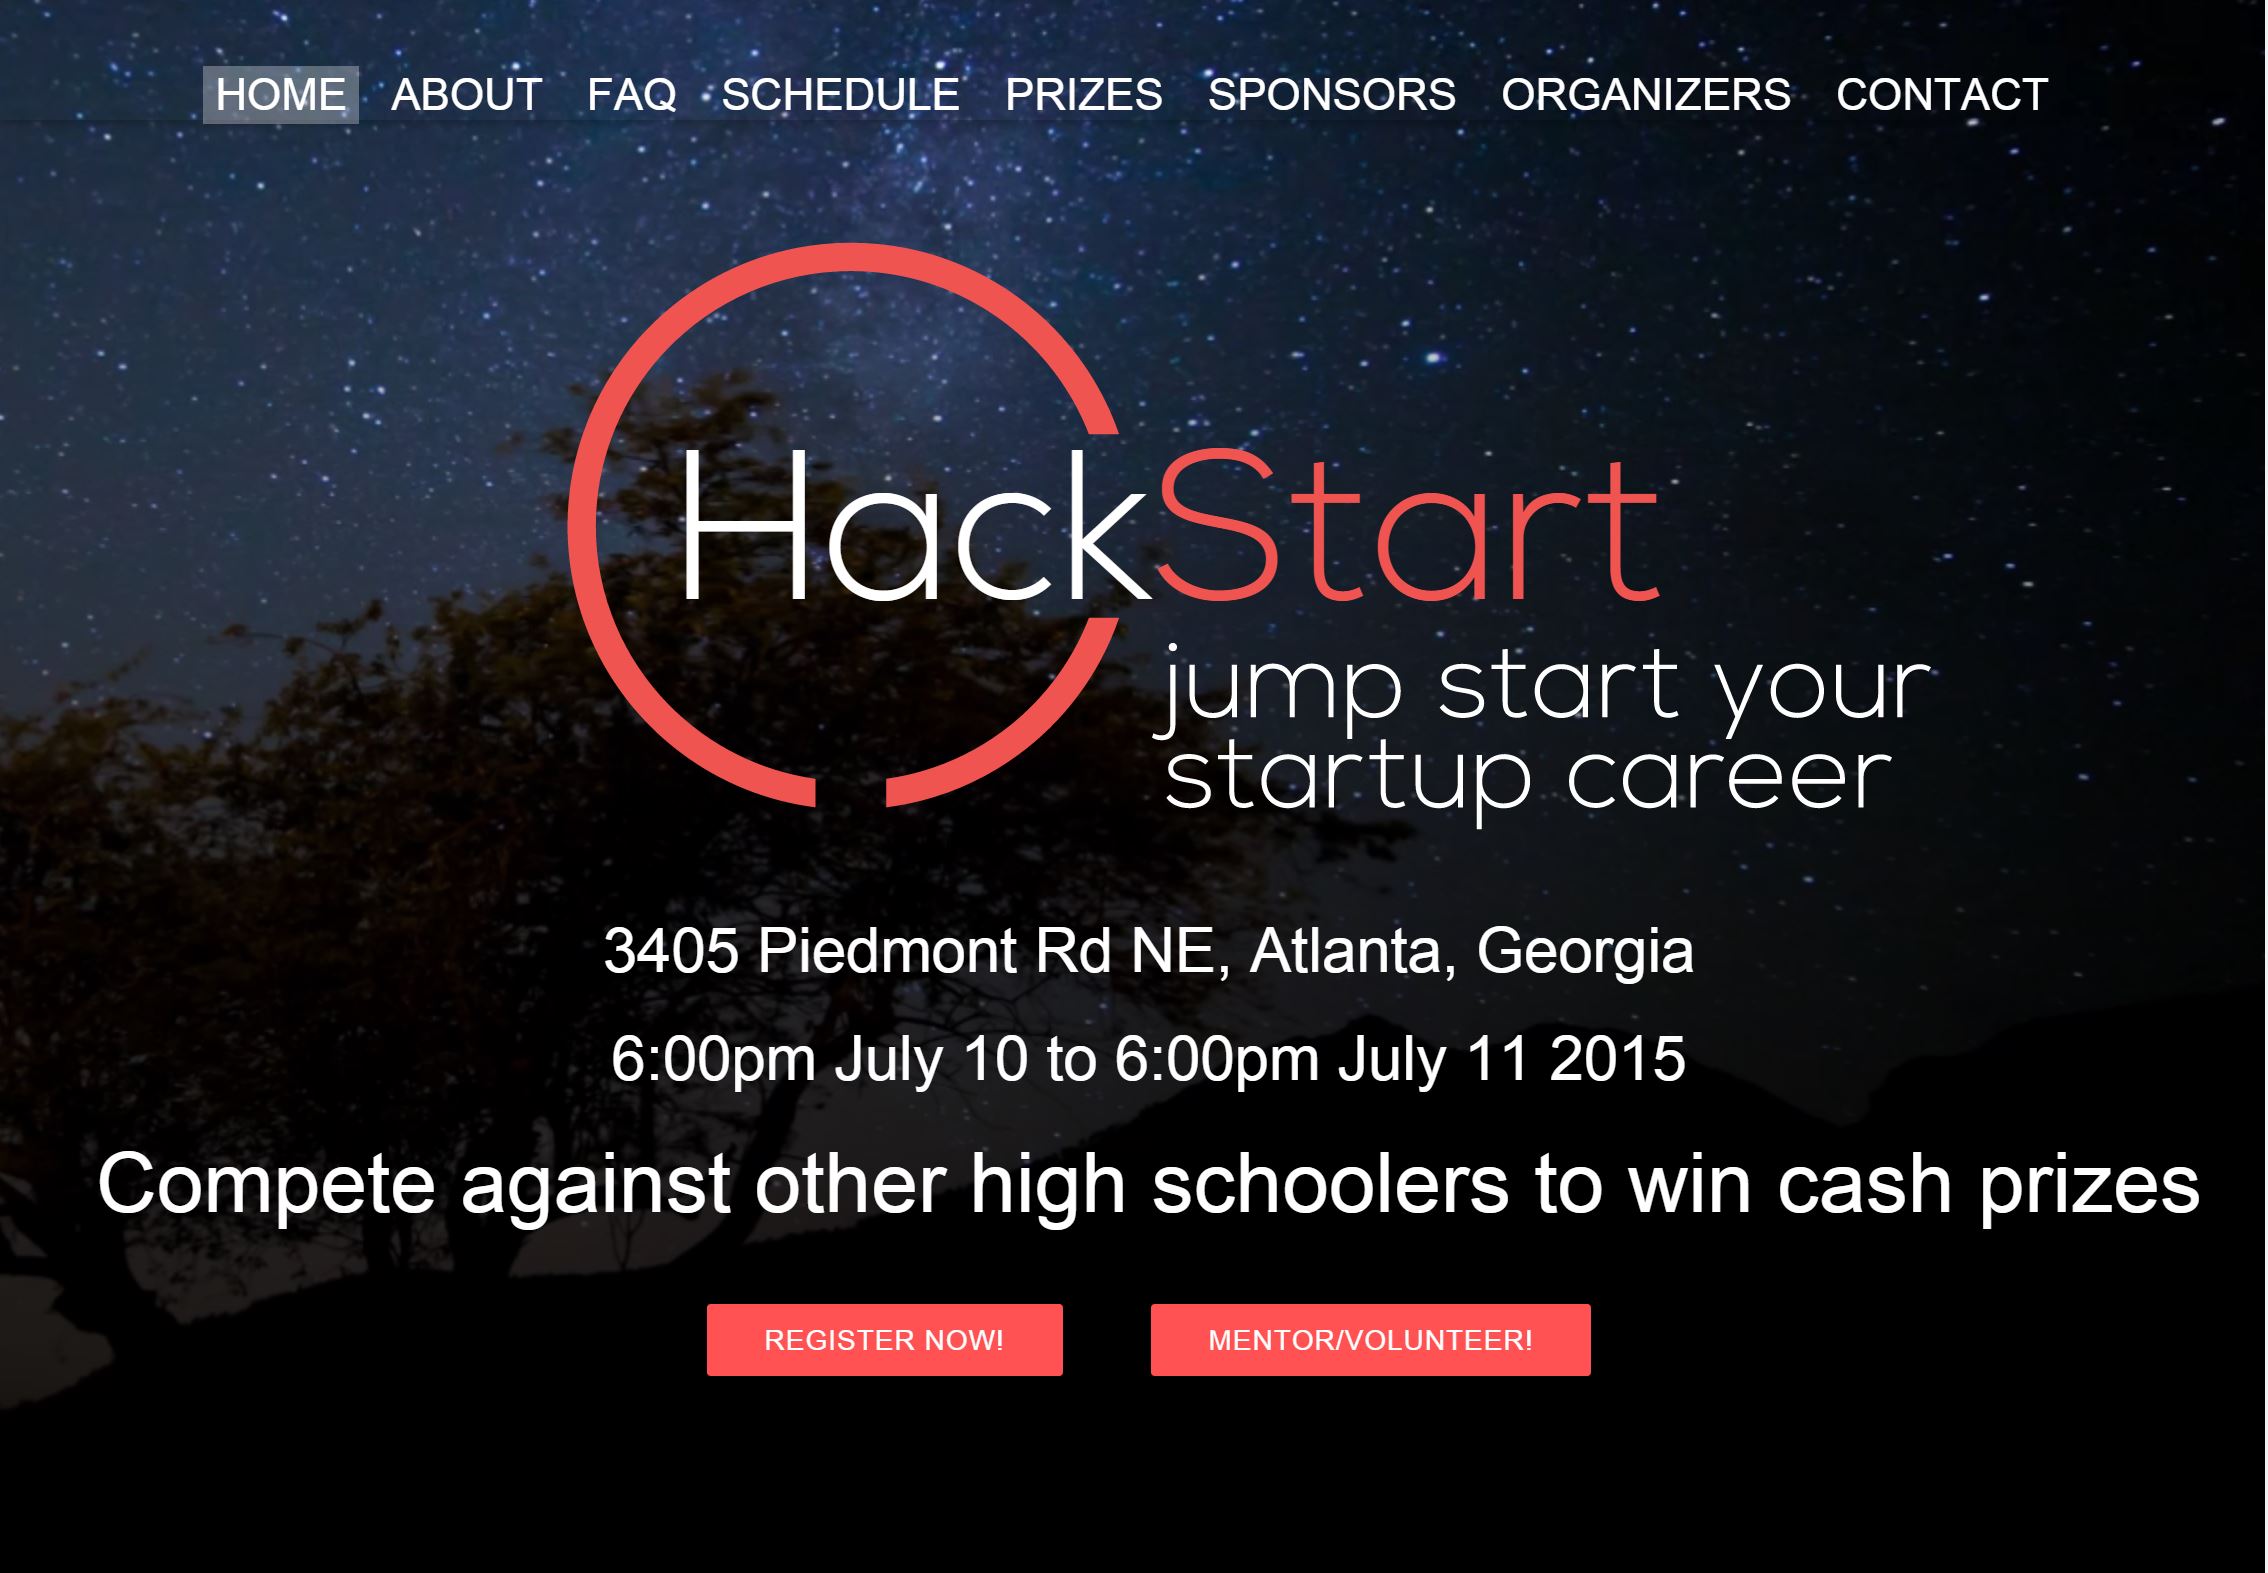 HOME ABOUT FAQ SCHEDULE PRIZES SPONSORS ORGANIZERS CONTACT
HackStart
jump start your
startup career
3405 Piedmont Rd NE, Atlanta, Georgia
6:00pm July 10 to 6:00pm July 11 2015
Compete against other high schoolers to win cash prizes
REGISTER NOW! MENTOR/VOLUNTEER!